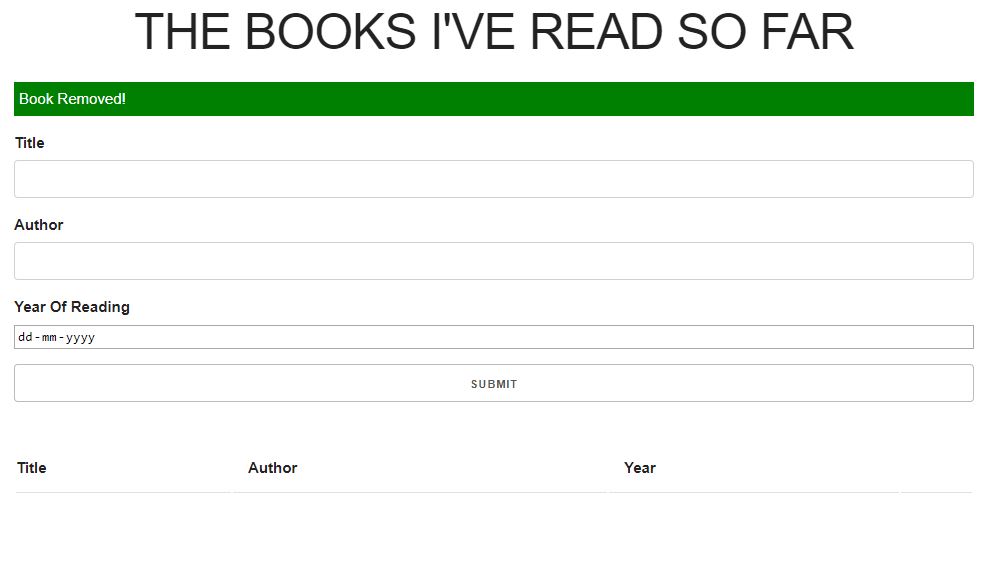 THE BOOKS I'VE READ SO FAR
Book Removed!
Title
Author
Year Of Reading
dd-mm-yyyy
SUBMIT
Title Author Year